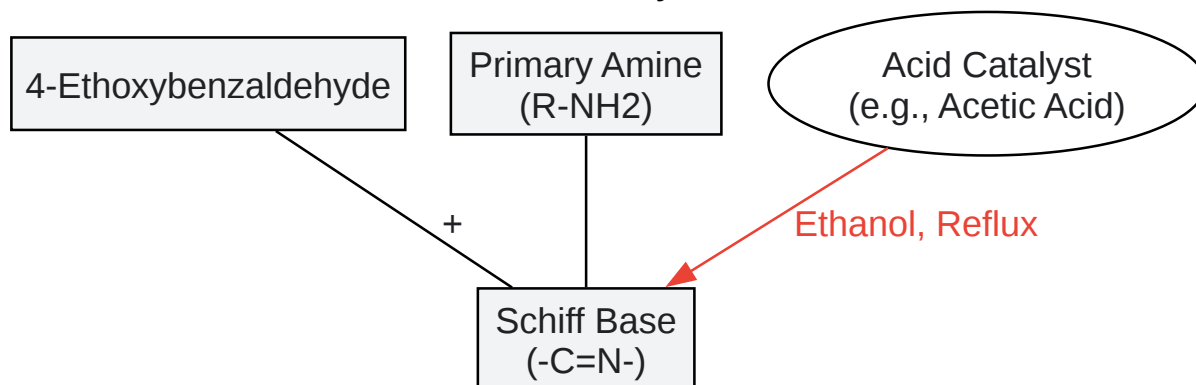 4-Ethoxybenzaldehyde
Primary Amine
(R-NH2)
Acid Catalyst
(e.g., Acetic Acid)
+
Ethanol, Reflux
Schiff Base
(-C=N-)